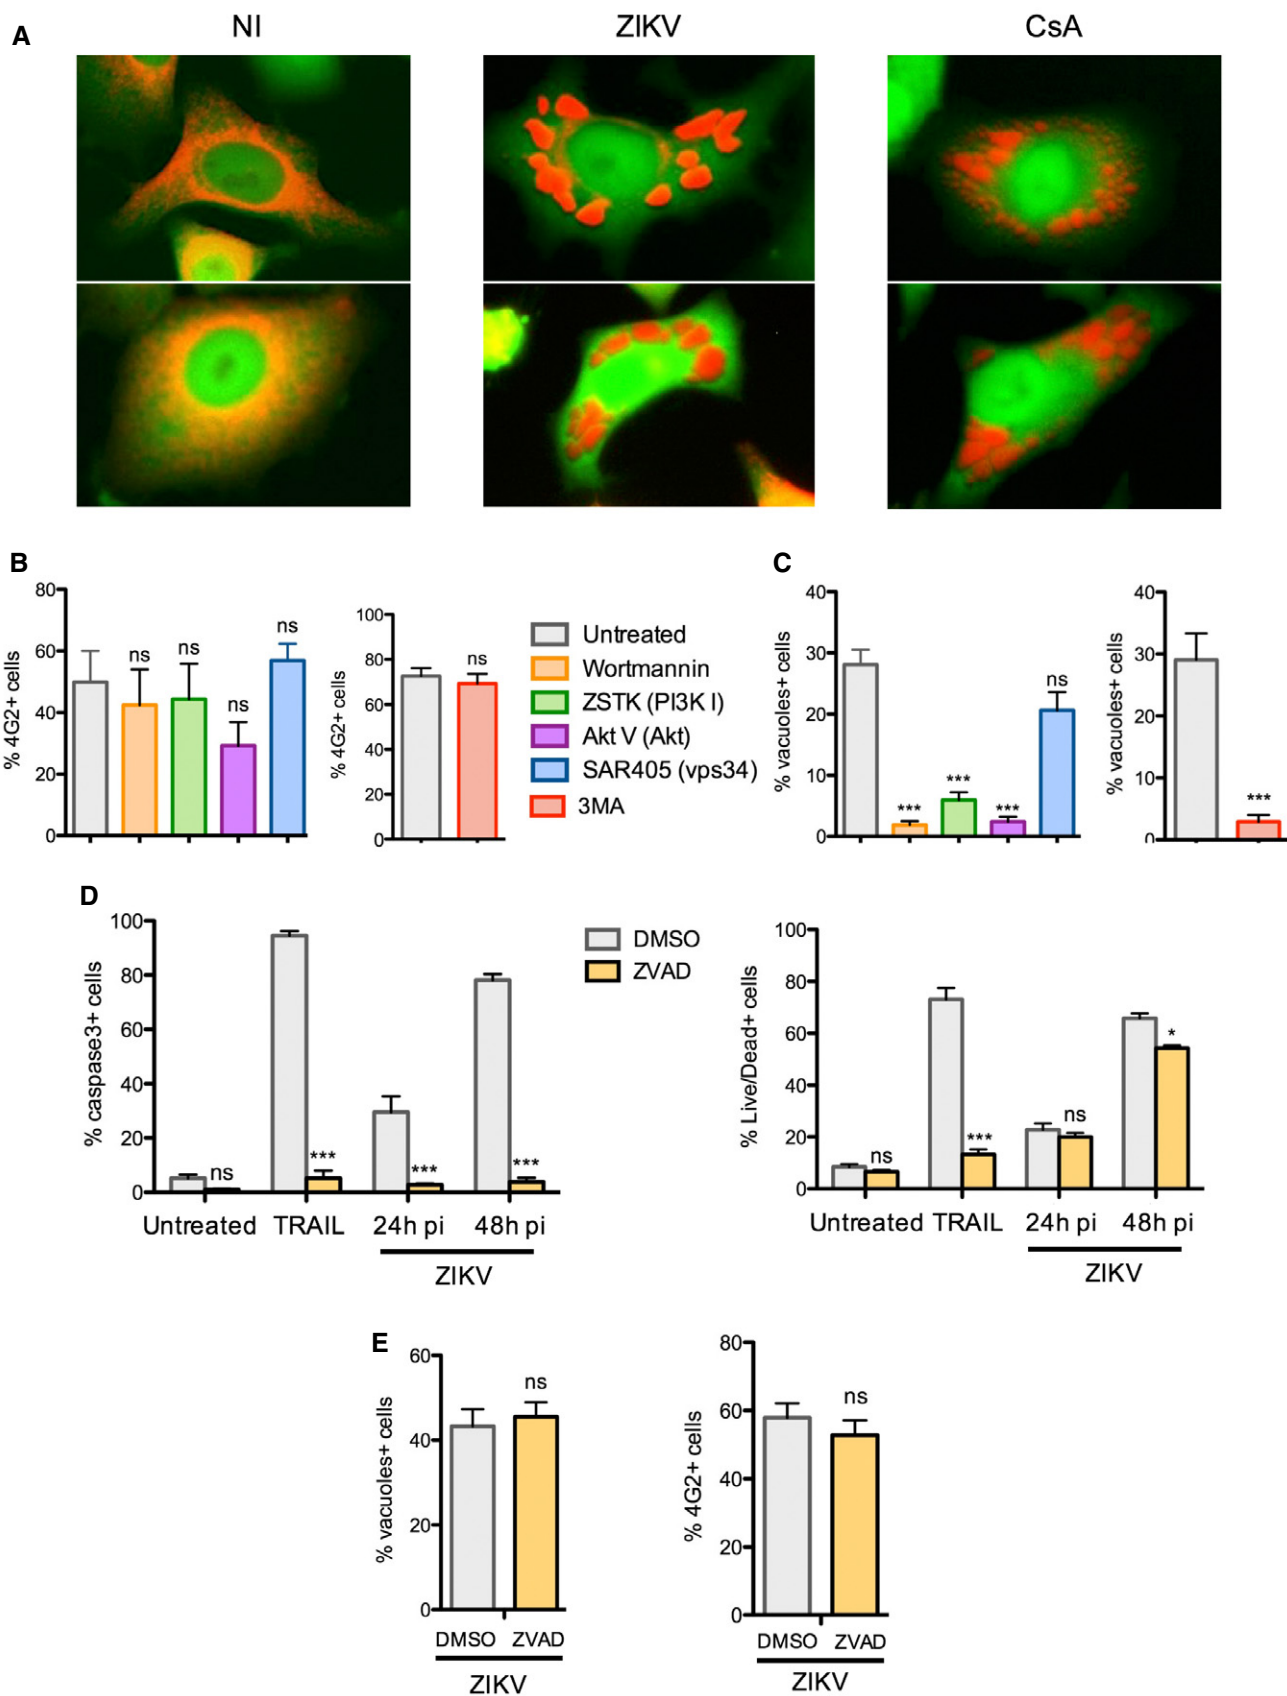 A
NI
ZIKV
CsA
B
% 4G2+ cells
80
60
40
20
0
ns
ns
ns
ns
% 4G2+ cells
100
80
60
40
20
0
ns
Untreated
Wortmannin
ZSTK (PI3K I)
Akt V (Akt)
SAR405 (vps34)
3MA
C
% vacuoles+ cells
40
30
20
10
0
***
***
***
ns
% vacuoles+ cells
40
30
20
10
0
***
D
% caspase3+ cells
100
80
60
40
20
0
ns
***
***
***
Untreated
TRAIL
24h pi
48h pi
ZIKV
DMSO
ZVAD
% Live/Dead+ cells
100
80
60
40
20
0
ns
***
ns
*
Untreated
TRAIL
24h pi
48h pi
ZIKV
E
% vacuoles+ cells
60
40
20
0
ns
DMSO
ZVAD
ZIKV
% 4G2+ cells
80
60
40
20
0
ns
DMSO
ZVAD
ZIKV